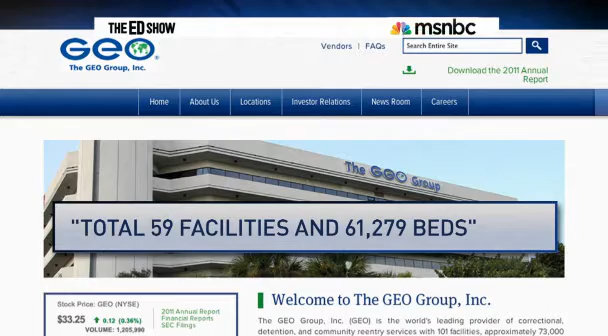 THE ED SHOW
msnbc
GEO
The GEO Group, Inc.
Vendors | FAQs
Search Entire Site
Download the 2011 Annual
Report
Home
About Us
Locations
Investor Relations
News Room
Careers
The GEO Group
"TOTAL 59 FACILITIES AND 61,279 BEDS"
Stock Price: GEO (NYSE)
$33.25 0.12 (0.36%)
VOLUME: 1,205,990
2011 Annual Report
Financial Reports
SEC Filings
Welcome to The GEO Group, Inc.
The GEO Group, Inc. (GEO) is the world's leading provider of correctional,
detention, and community reentry services with 101 facilities, approximately 73,000